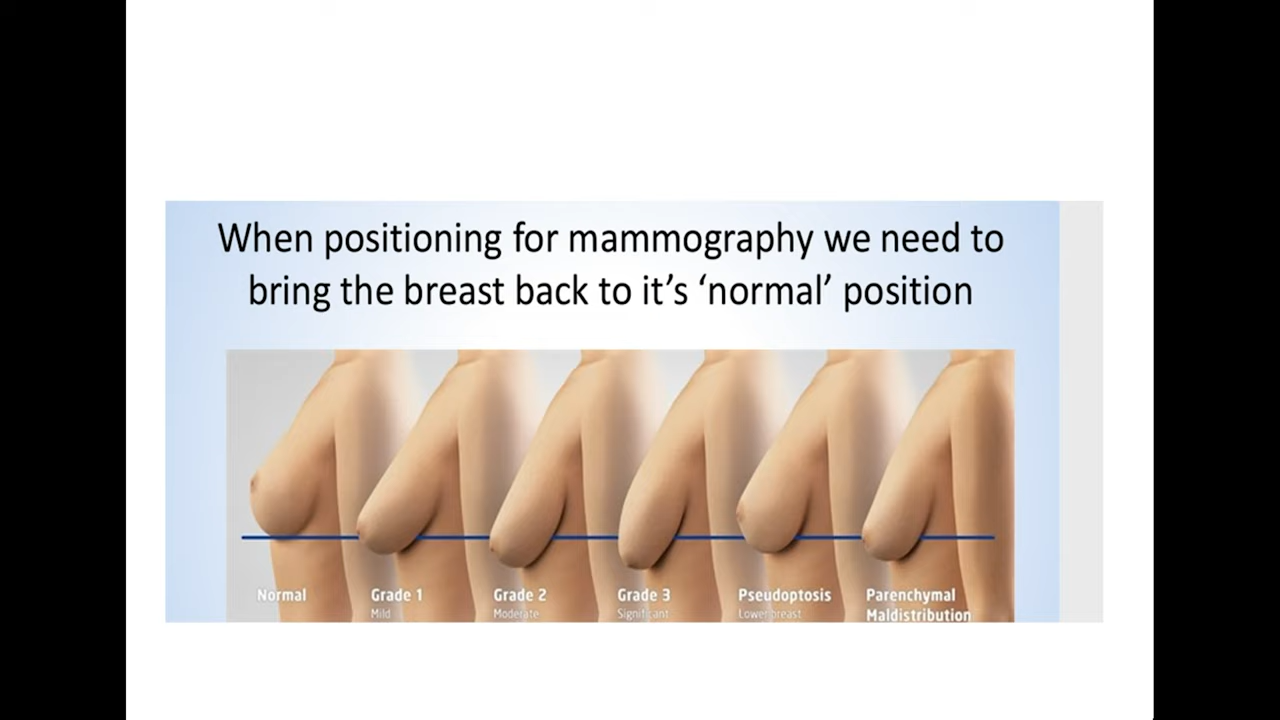 When positioning for mammography we need to
bring the breast back to it's ‘normal’ position
Normal
Grade 1
Grade 2
Grade 3
Pseudoptosis
Parenchymal
Mild
Moderate
Significant
Lower breast
Maldistribution